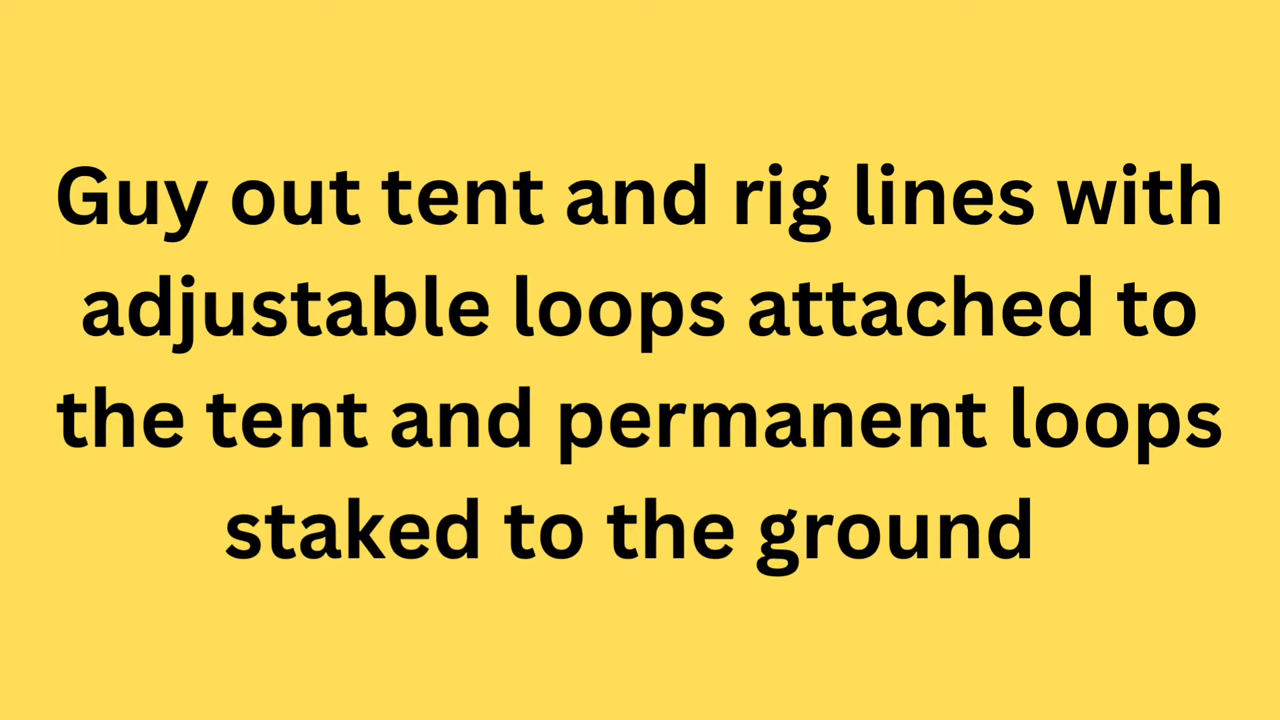 Guy out tent and rig lines with
adjustable loops attached to
the tent and permanent loops
staked to the ground